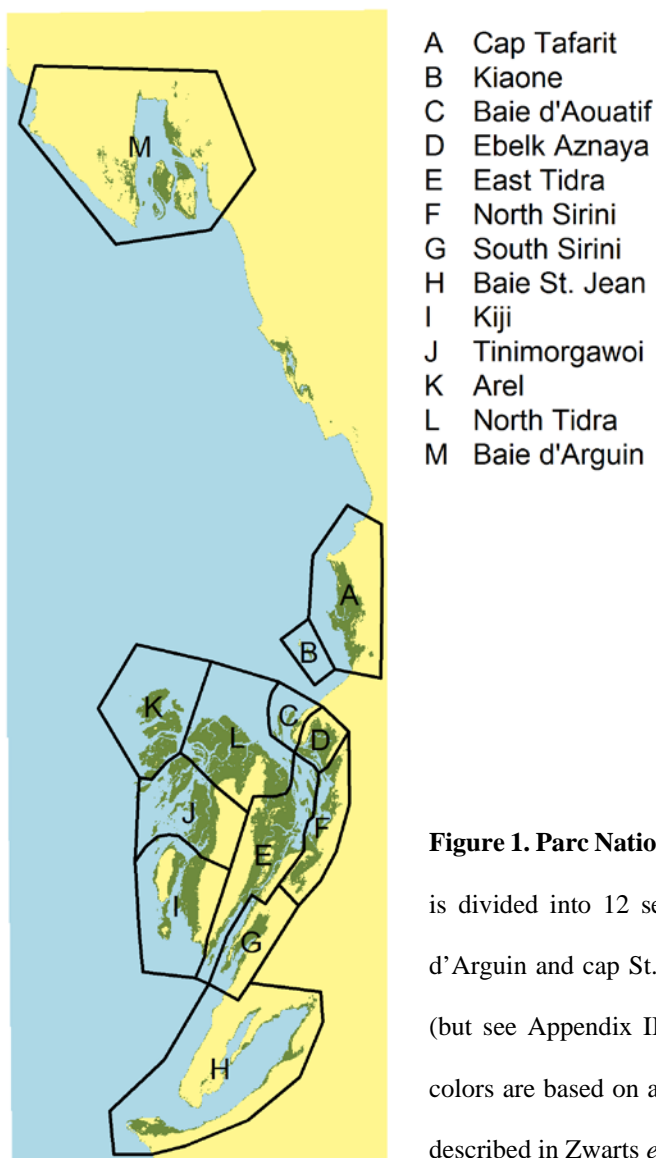 A Cap Tafarit
B Kiaone
C Baie d'Aouatif
D Ebelk Aznaya
E East Tidra
F North Sirini
G South Sirini
H Baie St. Jean
I Kiji
J Tinimorgawoi
K Arel
L North Tidra
M Baie d'Arguin
M
A
B
K
C
L
D
J
F
E
I
G
H
Figure 1. Parc Natio
is divided into 12 se
d’Arguin and cap St.
(but see Appendix II
colors are based on a
described in Zwarts e